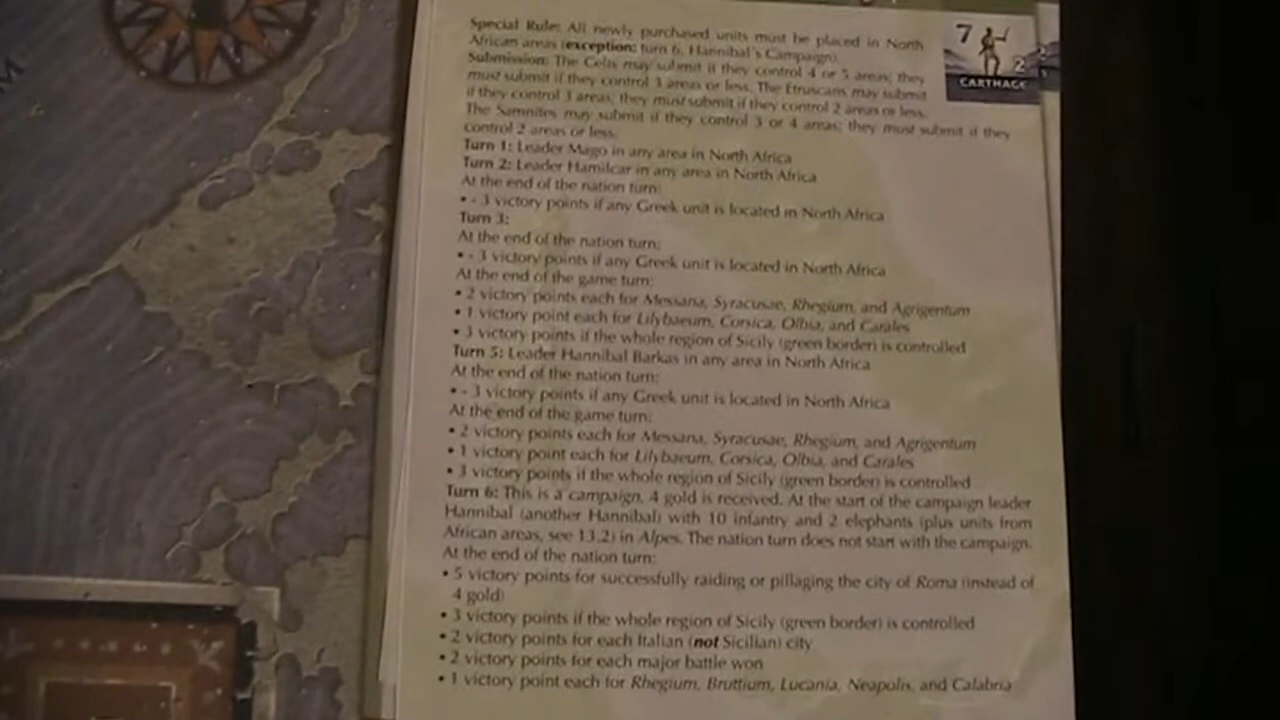 Special Rule: All newly purchased units must be placed in North
African areas (exception: turn 6, Hannibal's Campaign).
Submission: The Celts may submit if they control 4 or 5 areas; they
must submit if they control 3 areas or less. The Etruscans may submit
if they control 3 areas; they must submit if they control 2 areas or less.
The Samnites may submit if they control 3 or 4 areas; they must submit if they
control 2 areas or less.
7
2
CARTHAGE
Turn 1: Leader Mago in any area in North Africa
Turn 2: Leader Hamilcar in any area in North Africa
At the end of the nation turn:
• - 3 victory points if any Greek unit is located in North Africa
Turn 3:
At the end of the nation turn:
• - 3 victory points if any Greek unit is located in North Africa
At the end of the game turn:
• 2 victory points each for Messana, Syracusae, Rhegium, and Agrigentum
• 1 victory point each for Lilybaeum, Corsica, Olbia, and Carales
• 3 victory points if the whole region of Sicily (green border) is controlled
Turn 5: Leader Hannibal Barkas in any area in North Africa
At the end of the nation turn:
• - 3 victory points if any Greek unit is located in North Africa
At the end of the game turn:
• 2 victory points each for Messana, Syracusae, Rhegium, and Agrigentum
• 1 victory point each for Lilybaeum, Corsica, Olbia, and Carales
• 3 victory points if the whole region of Sicily (green border) is controlled
Turn 6: This is a campaign. 4 gold is received. At the start of the campaign leader
Hannibal (another Hannibal) with 10 infantry and 2 elephants (plus units from
African areas, see 13.2) in Alpes. The nation turn does not start with the campaign.
At the end of the nation turn:
• 5 victory points for successfully raiding or pillaging the city of Roma (instead of
4 gold)
• 3 victory points if the whole region of Sicily (green border) is controlled
• 2 victory points for each Italian (not Sicilian) city
• 2 victory points for each major battle won
• 1 victory point each for Rhegium, Bruttium, Lucania, Neapolis, and Calabria